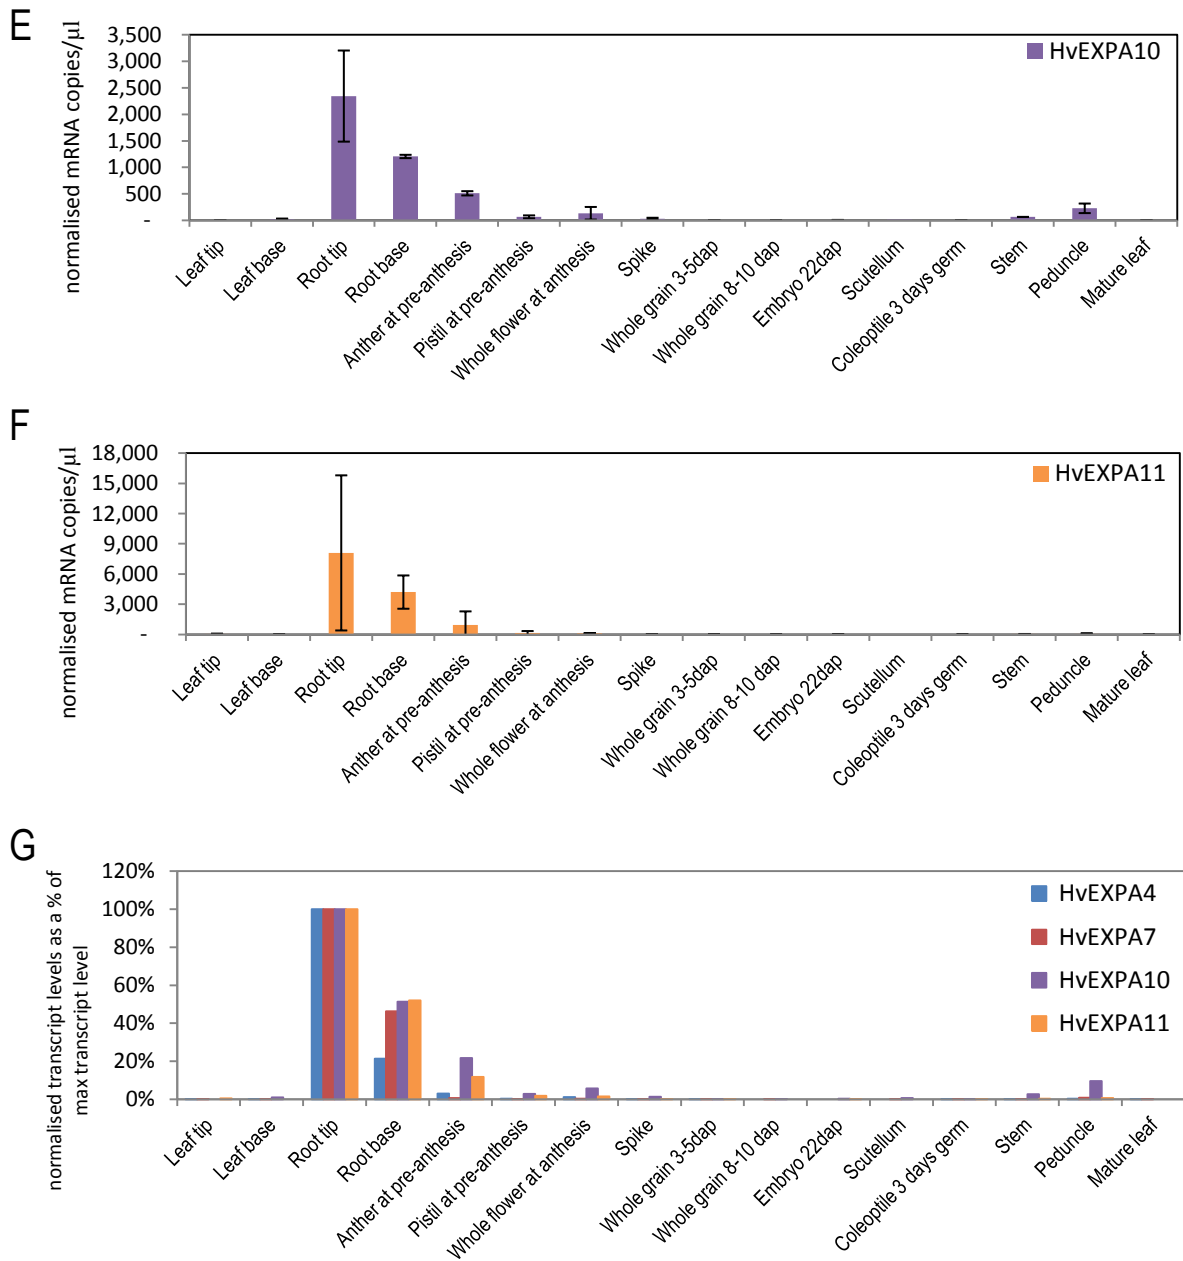 E
normalised mRNA copies/µl
3,500
3,000
2,500
2,000
1,500
1,000
500
-
HvEXPA10
Leaf tip
Leaf base
Root tip
Root base
Anther at pre-anthesis
Pistil at pre-anthesis
Whole flower at anthesis
Spike
Whole grain 3-5dap
Whole grain 8-10 dap
Embryo 22dap
Scutellum
Coleoptile 3 days germ
Stem
Peduncle
Mature leaf
F
normalised mRNA copies/µl
18,000
15,000
12,000
9,000
6,000
3,000
-
HvEXPA11
Leaf tip
Leaf base
Root tip
Root base
Anther at pre-anthesis
Pistil at pre-anthesis
Whole flower at anthesis
Spike
Whole grain 3-5dap
Whole grain 8-10 dap
Embryo 22dap
Scutellum
Coleoptile 3 days germ
Stem
Peduncle
Mature leaf
G
normalised transcript levels as a % of
max transcript level
120%
100%
80%
60%
40%
20%
0%
HvEXPA4
HvEXPA7
HvEXPA10
HvEXPA11
Leaf tip
Leaf base
Root tip
Root base
Anther at pre-anthesis
Pistil at pre-anthesis
Whole flower at anthesis
Spike
Whole grain 3-5dap
Whole grain 8-10 dap
Embryo 22dap
Scutellum
Coleoptile 3 days germ
Stem
Peduncle
Mature leaf